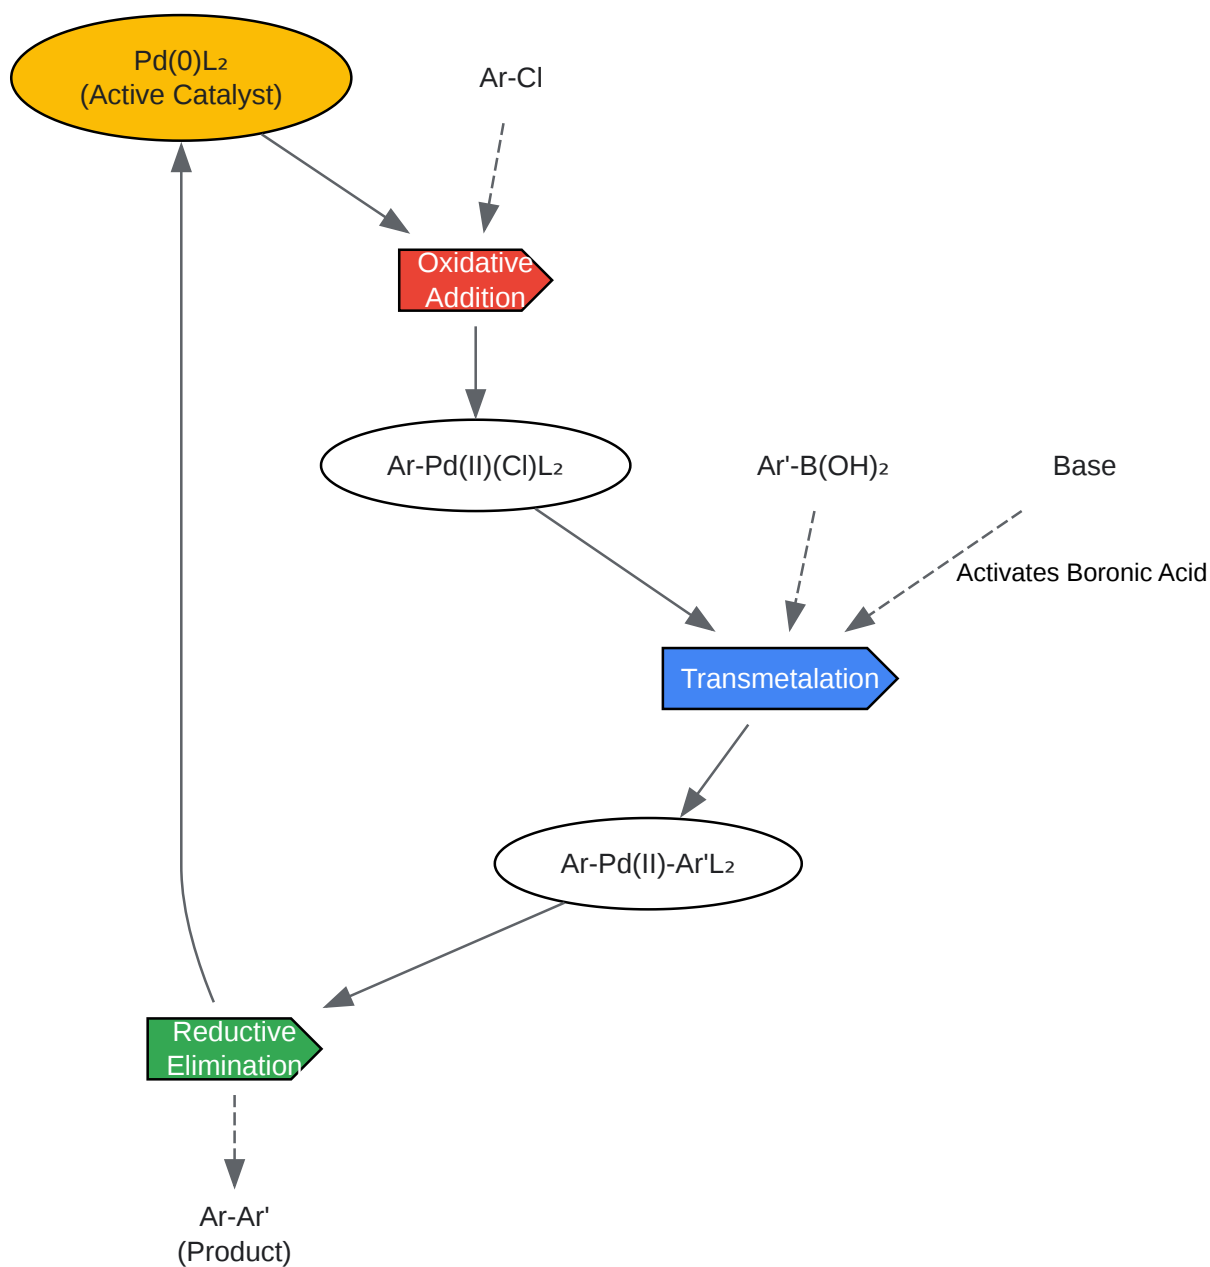 Pd(0)L₂
(Active Catalyst)
Ar-Cl
Oxidative
Addition
Ar-Pd(II)(Cl)L₂
Ar'-B(OH)₂
Base
Activates Boronic Acid
Transmetalation
Ar-Pd(II)-Ar'L₂
Reductive
Elimination
Ar-Ar'
(Product)